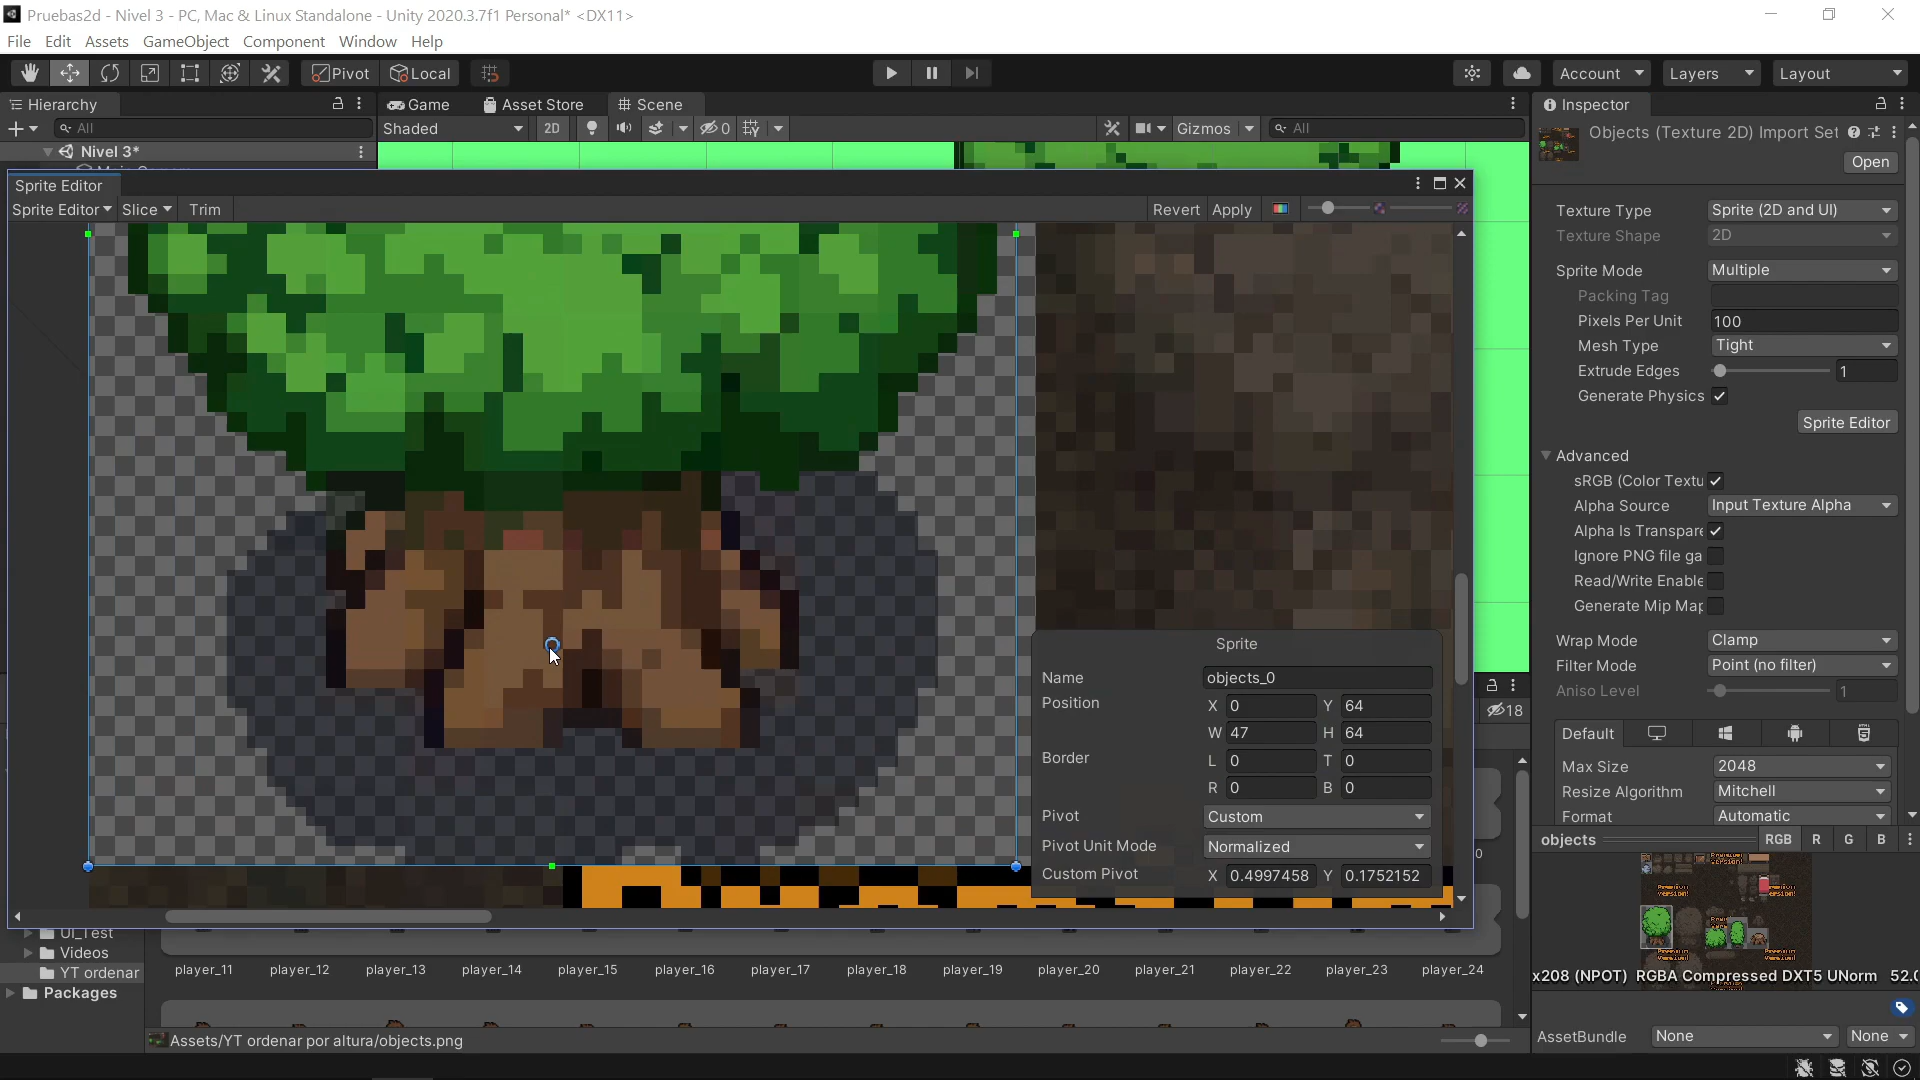 Pruebas2d - Nivel 3 - PC, Mac & Linux Standalone - Unity 2020.3.7f1 Personal* <DX11>
File Edit Assets GameObject Component Window Help
Pivot Local Account Layers Layout
Hierarchy Game Asset Store Scene Inspector
All Shaded 2D 0 Gizmos All
Nivel 3*
Objects (Texture 2D) Import Set
Open
Sprite Editor
Sprite Editor Slice Trim Revert Apply
Texture Type Sprite (2D and UI)
Texture Shape 2D
Sprite Mode Multiple
Packing Tag
Pixels Per Unit 100
Mesh Type Tight
Extrude Edges 1
Generate Physics
Sprite Editor
Advanced
sRGB (Color Textu
Alpha Source Input Texture Alpha
Alpha Is Transpare
Ignore PNG file ga
Read/Write Enable
Generate Mip Map
Wrap Mode Clamp
Filter Mode Point (no filter)
Aniso Level 1
Default
Max Size 2048
Resize Algorithm Mitchell
Format Automatic
Sprite
Name objects_0
Position X 0 Y 64
W 47 H 64
Border L 0 T 0
R 0 B 0
Pivot Custom
Pivot Unit Mode Normalized
Custom Pivot X 0.4997458 Y 0.1752152
18
0
objects RGB R G B
x208 (NPOT) RGBA Compressed DXT5 UNorm 52.0
UI_Test
Videos
YT ordenar
Packages
player_11 player_12 player_13 player_14 player_15 player_16 player_17 player_18 player_19 player_20 player_21 player_22 player_23 player_24
Assets/YT ordenar por altura/objects.png
AssetBundle None None